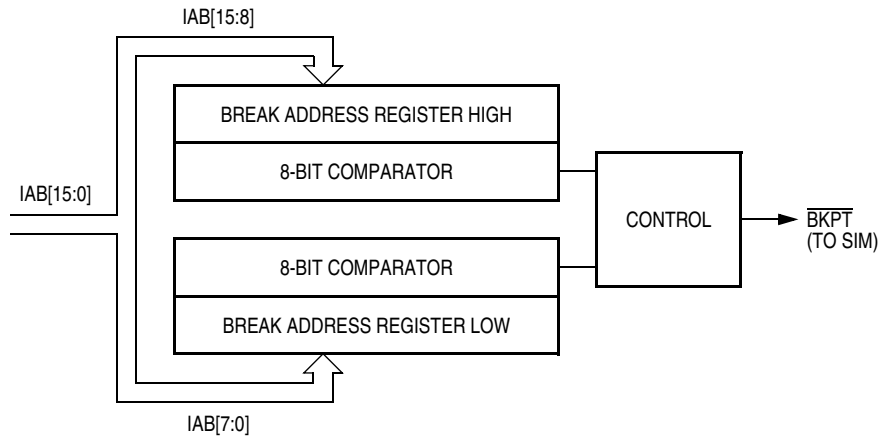 IAB[15:8]
BREAK ADDRESS REGISTER HIGH
8-BIT COMPARATOR
IAB[15:0]
CONTROL
BKPT
(TO SIM)
8-BIT COMPARATOR
BREAK ADDRESS REGISTER LOW
IAB[7:0]